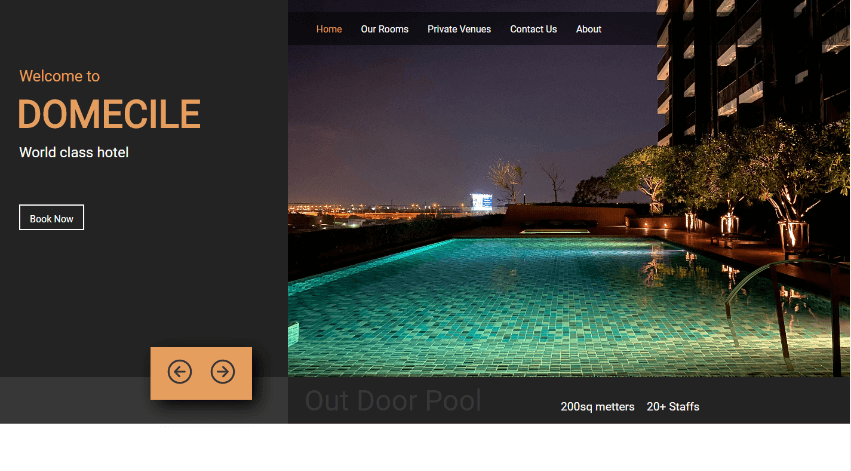 Home Our Rooms Private Venues Contact Us About
Welcome to
DOMECILE
World class hotel
Book Now
Out Door Pool
200sq metters 20+ Staffs